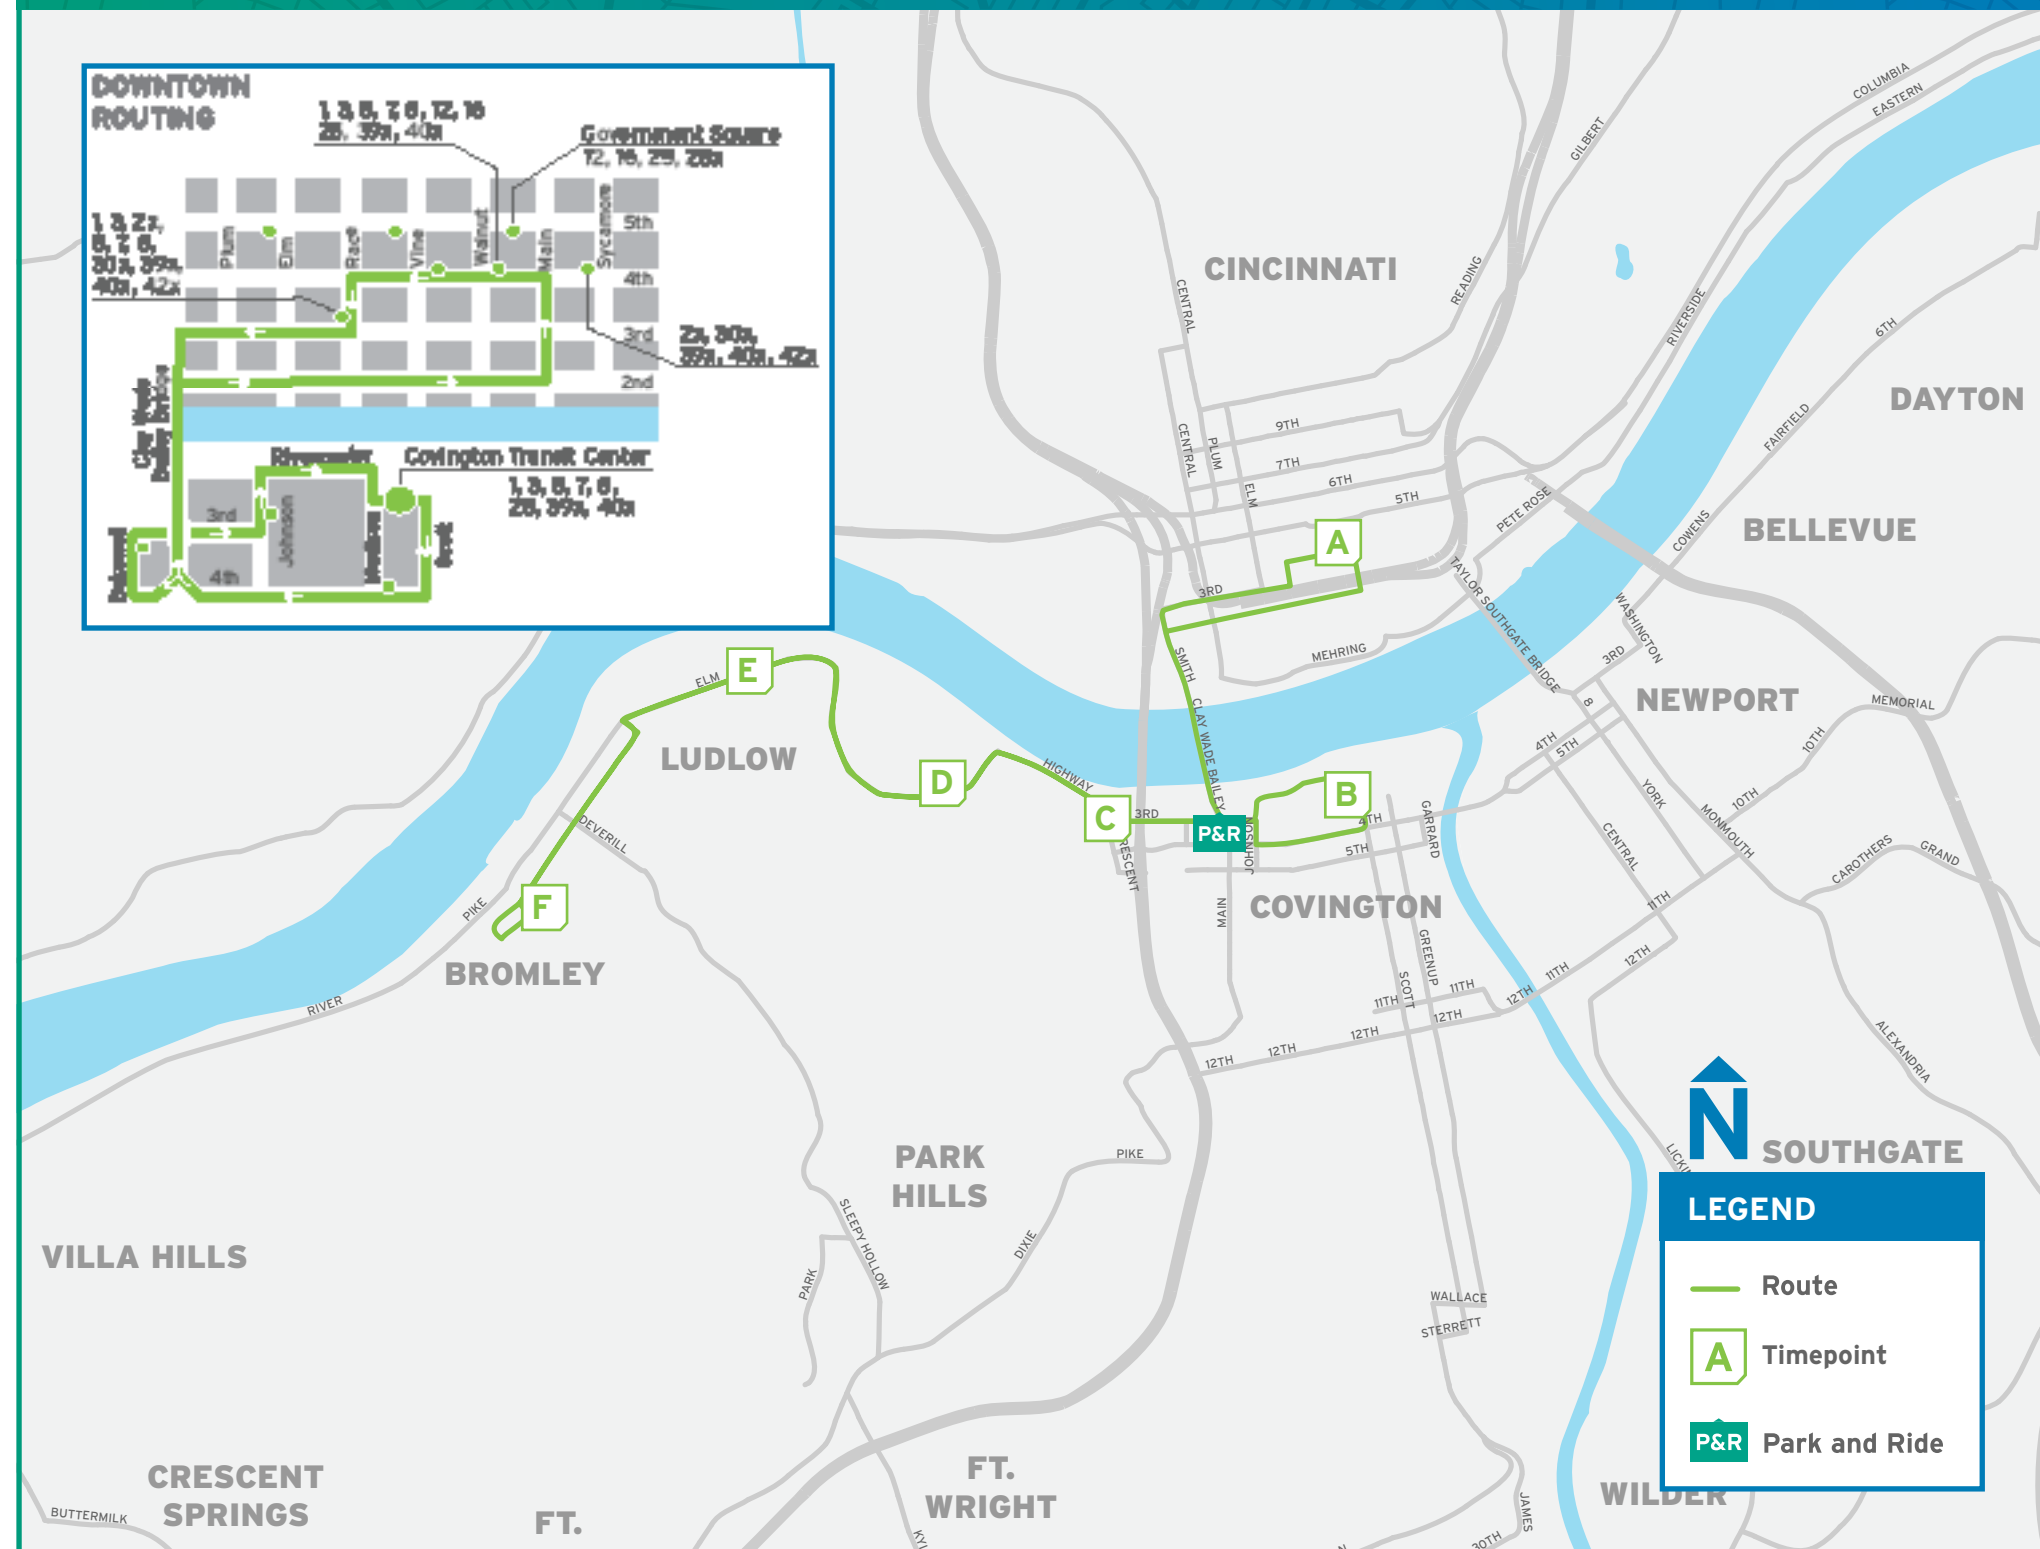 DOWNTOWN
ROUTING
Government Square
Plum
Elm
Race
Vine
Walnut
Main
Sycamore
5th
4th
3rd
2nd
Covington Transit Center
3rd
4th
Johnson
COLUMBIA
EASTERN
GILBERT
CINCINNATI
READING
CENTRAL
RIVERSIDE
6TH
DAYTON
FAIRFIELD
9TH
CENTRAL
PLUM
7TH
6TH
ELM
5TH
PETE ROSE
COWENS
BELLEVUE
A
3RD
TAYLOR SOUTHGATE BRIDGE
WASHINGTON
MEHRING
3RD
SMITH
E
ELM
CLAY WADE BAILEY
8
NEWPORT
MEMORIAL
LUDLOW
HIGHWAY
D
4TH
5TH
10TH
B
C
3RD
P&R
JOHNSON
4TH
GARRARD
YORK
10TH
MONMOUTH
5TH
DEVERILL
RESCENT
CENTRAL
CAROTHERS
GRAND
F
PIKE
MAIN
COVINGTON
11TH
BROMLEY
GREENUP
SCOTT
12TH
11TH
RIVER
11TH
11TH
12TH
12TH
12TH
12TH
12TH
ALEXANDRIA
N
PARK
HILLS
PIKE
SOUTHGATE
SLEEPY HOLLOW
DIXIE
VILLA HILLS
PARK
WALLACE
STERRETT
LEGEND
Route
A Timepoint
P&R Park and Ride
CRESCENT
SPRINGS
BUTTERMILK
FT.
FT.
WRIGHT
WILDER
JAMES
30TH